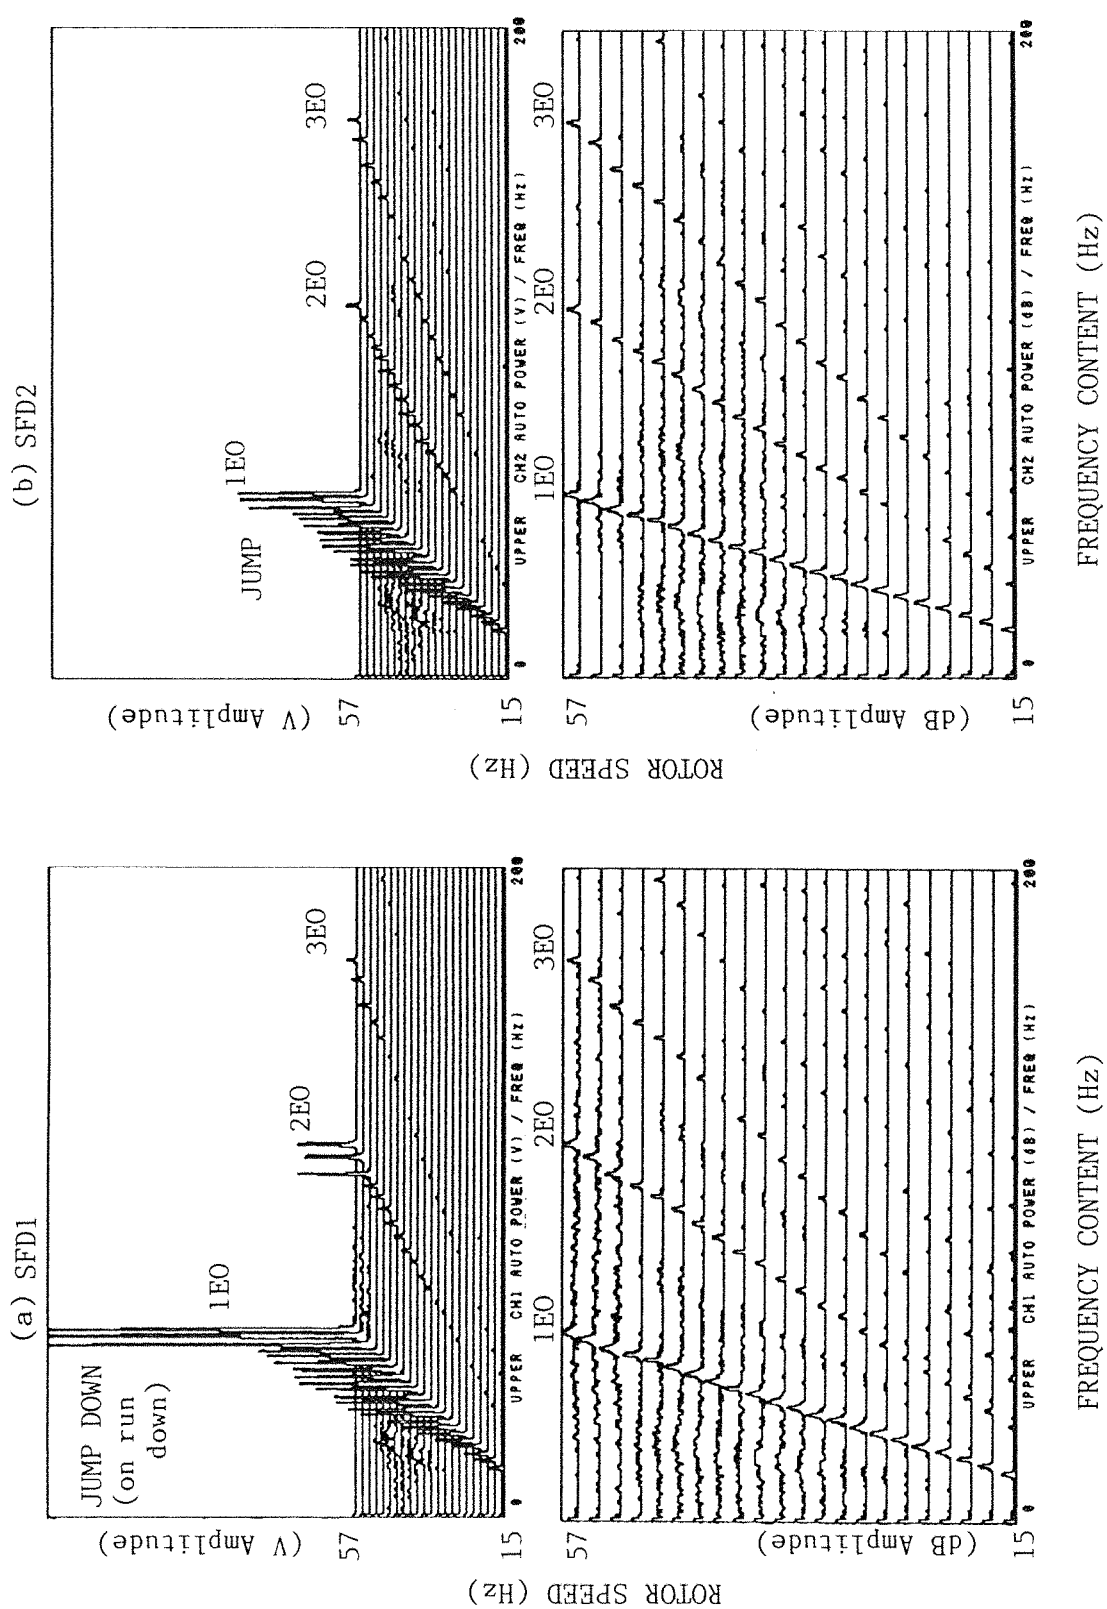 (a) SFD1
JUMP DOWN
(on run
down)
1EO
2EO
3EO
(V Amplitude)
57
15
0
UPPER CH1 AUTO POWER (V) / FREQ (Hz)
200
ROTOR SPEED (Hz)
1EO
2EO
3EO
(dB Amplitude)
57
15
0
UPPER CH1 AUTO POWER (dB) / FREQ (Hz)
200
FREQUENCY CONTENT (Hz)
(b) SFD2
JUMP
1EO
2EO
3EO
(V Amplitude)
57
15
0
UPPER CH2 AUTO POWER (V) / FREQ (Hz)
200
ROTOR SPEED (Hz)
1EO
2EO
3EO
(dB Amplitude)
57
15
0
UPPER CH2 AUTO POWER (dB) / FREQ (Hz)
200
FREQUENCY CONTENT (Hz)